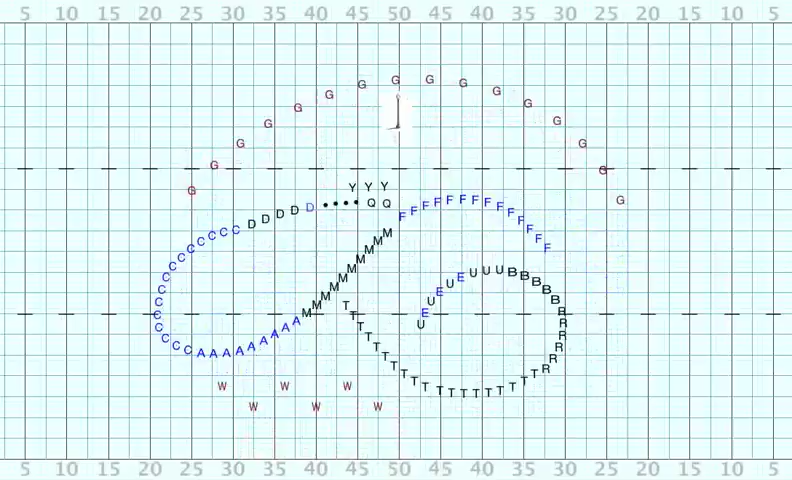 5 10 15 20 25 30 35 40 45 50 45 40 35 30 25 20 15 10 5
G G G G G G G G G G G G G G G G
Y Y Y
C C C C C C C C C C C C C C C D D D D D Q Q
F F F F F F F F F F F F F F
M M M M M M M M M M
A A A A A A A A A
U E U E U E U U U B B B B B
R R R R R R
T T T T T T T T T T T T T T T T T T T
W W W W
W W W
5 10 15 20 25 30 35 40 45 50 45 40 35 30 25 20 15 10 5